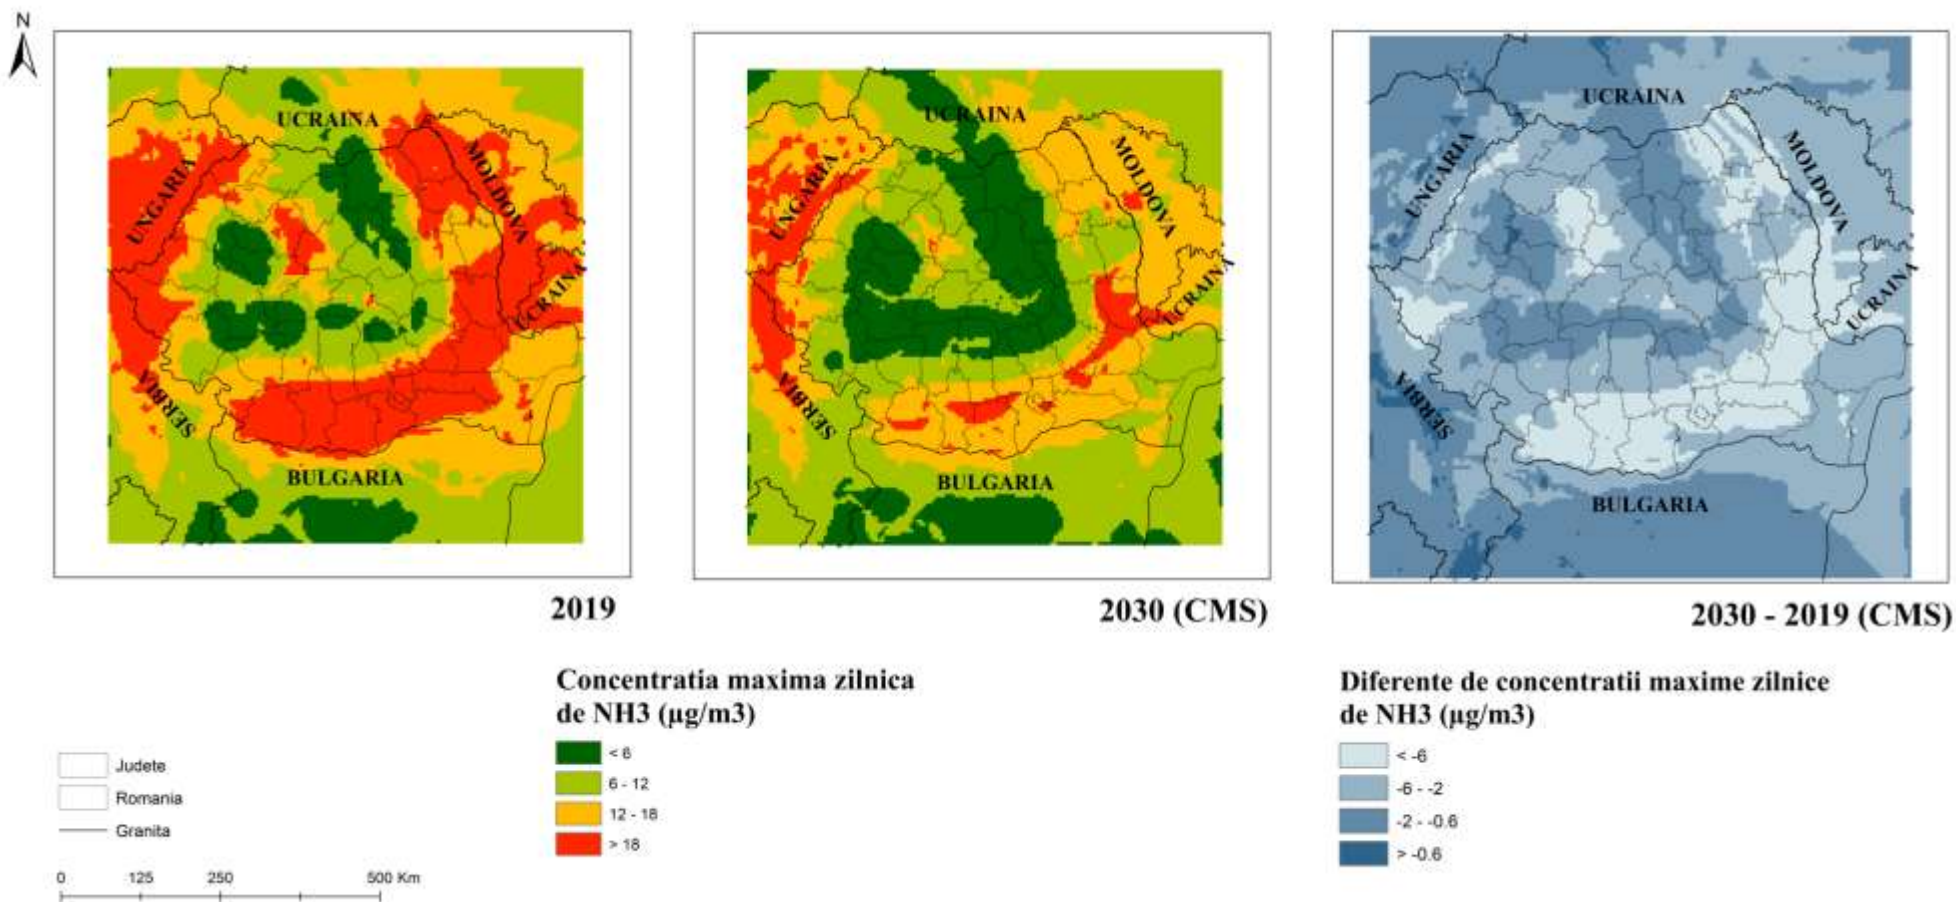 N
UCRAINA
UNGARIA
MOLDOVA
UCRAINA
SERBIA
BULGARIA
2019
UCRAINA
UNGARIA
MOLDOVA
UCRAINA
SERBIA
BULGARIA
2030 (CMS)
UCRAINA
UNGARIA
MOLDOVA
UCRAINA
SERBIA
BULGARIA
2030 - 2019 (CMS)
Concentratia maxima zilnica
de NH3 (µg/m3)
< 6
6 - 12
12 - 18
> 18
Diferente de concentratii maxime zilnice
de NH3 (µg/m3)
< -6
-6 - -2
-2 - -0.6
> -0.6
Judete
Romania
Granita
0 125 250 500 Km